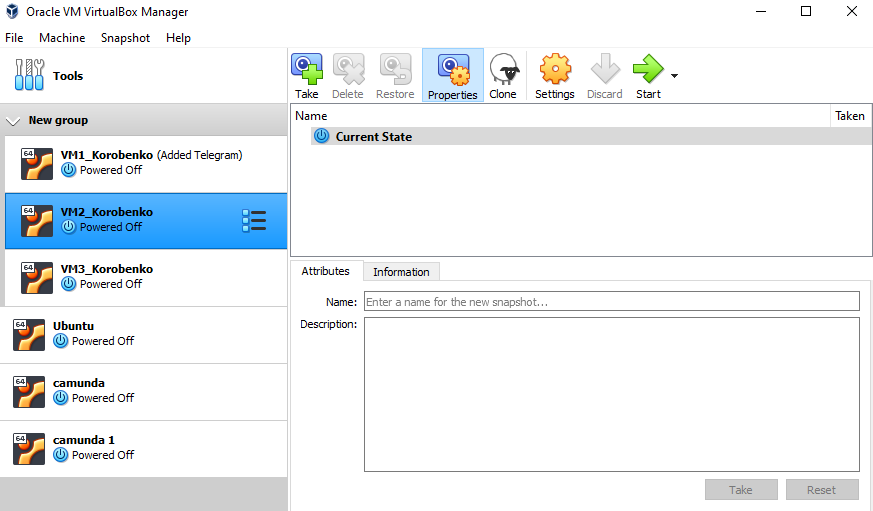 Oracle VM VirtualBox Manager
File Machine Snapshot Help
Tools
Take Delete Restore Properties Clone Settings Discard Start
New group
64 VM1_Korobenko (Added Telegram)
Powered Off
64 VM2_Korobenko
Powered Off
64 VM3_Korobenko
Powered Off
64 Ubuntu
Powered Off
64 camunda
Powered Off
64 camunda 1
Powered Off
Name Taken
Current State
Attributes Information
Name: Enter a name for the new snapshot...
Description:
Take Reset